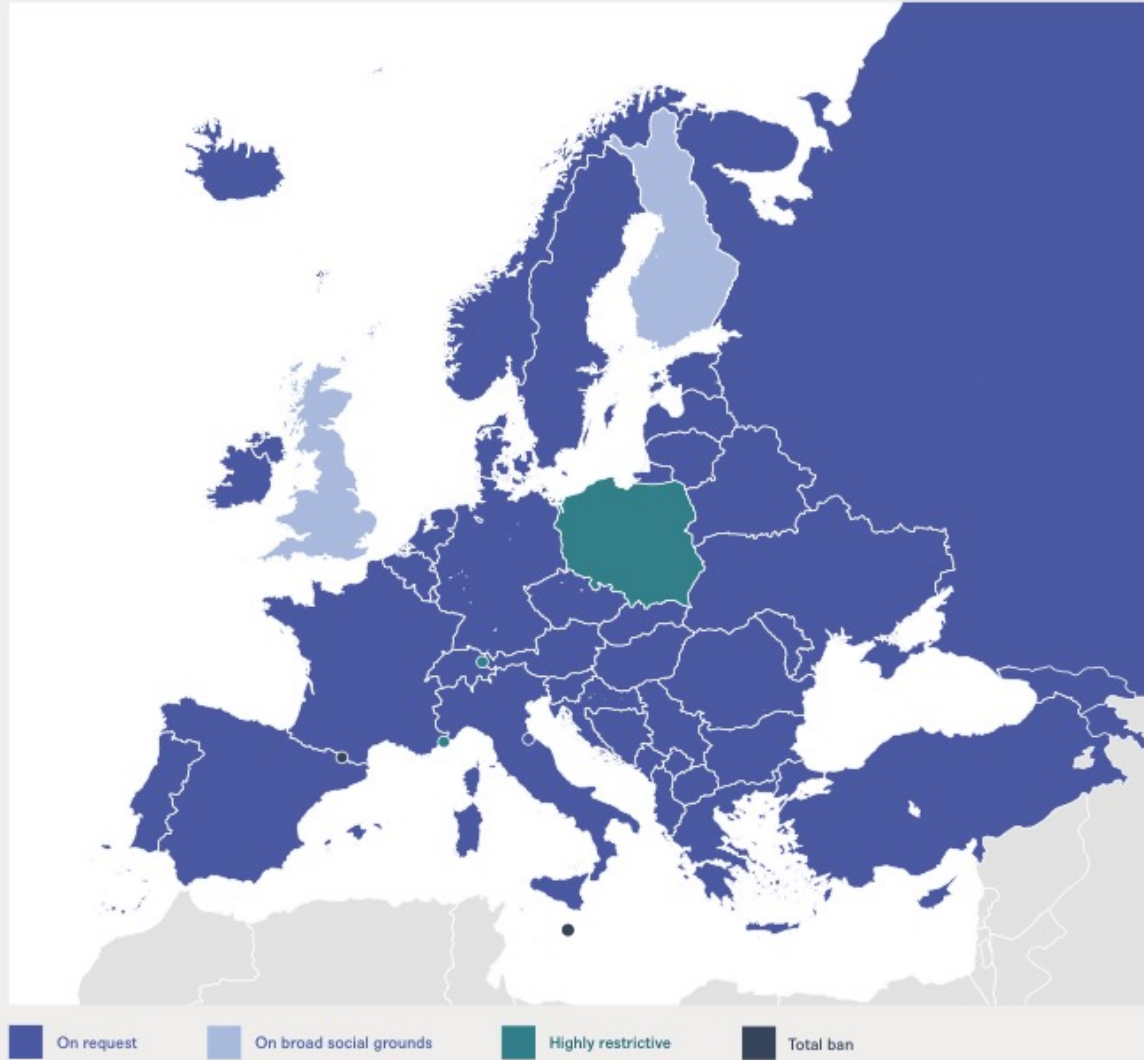 On request
On broad social grounds
Highly restrictive
Total ban